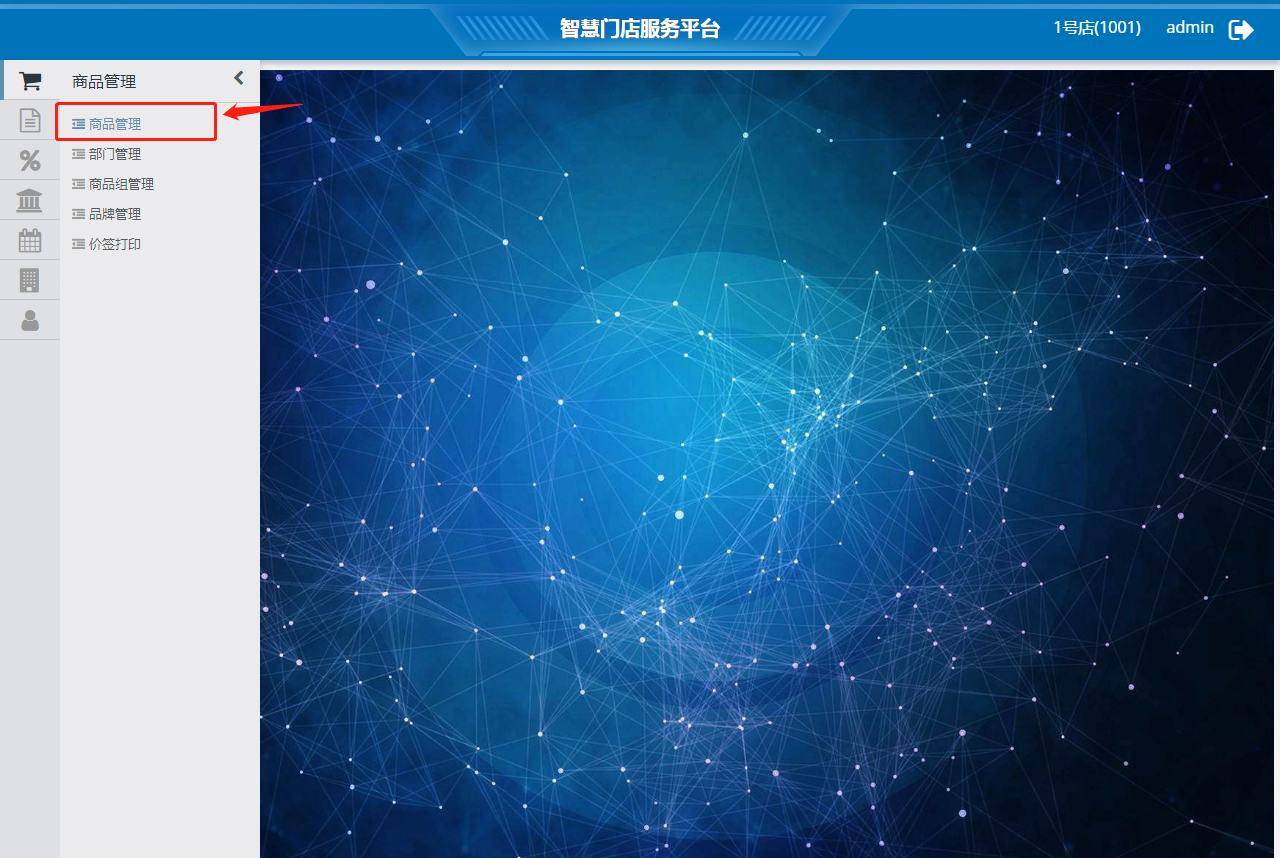 智慧门店服务平台
1号店(1001) admin
商品管理
商品管理
部门管理
商品组管理
品牌管理
价签打印